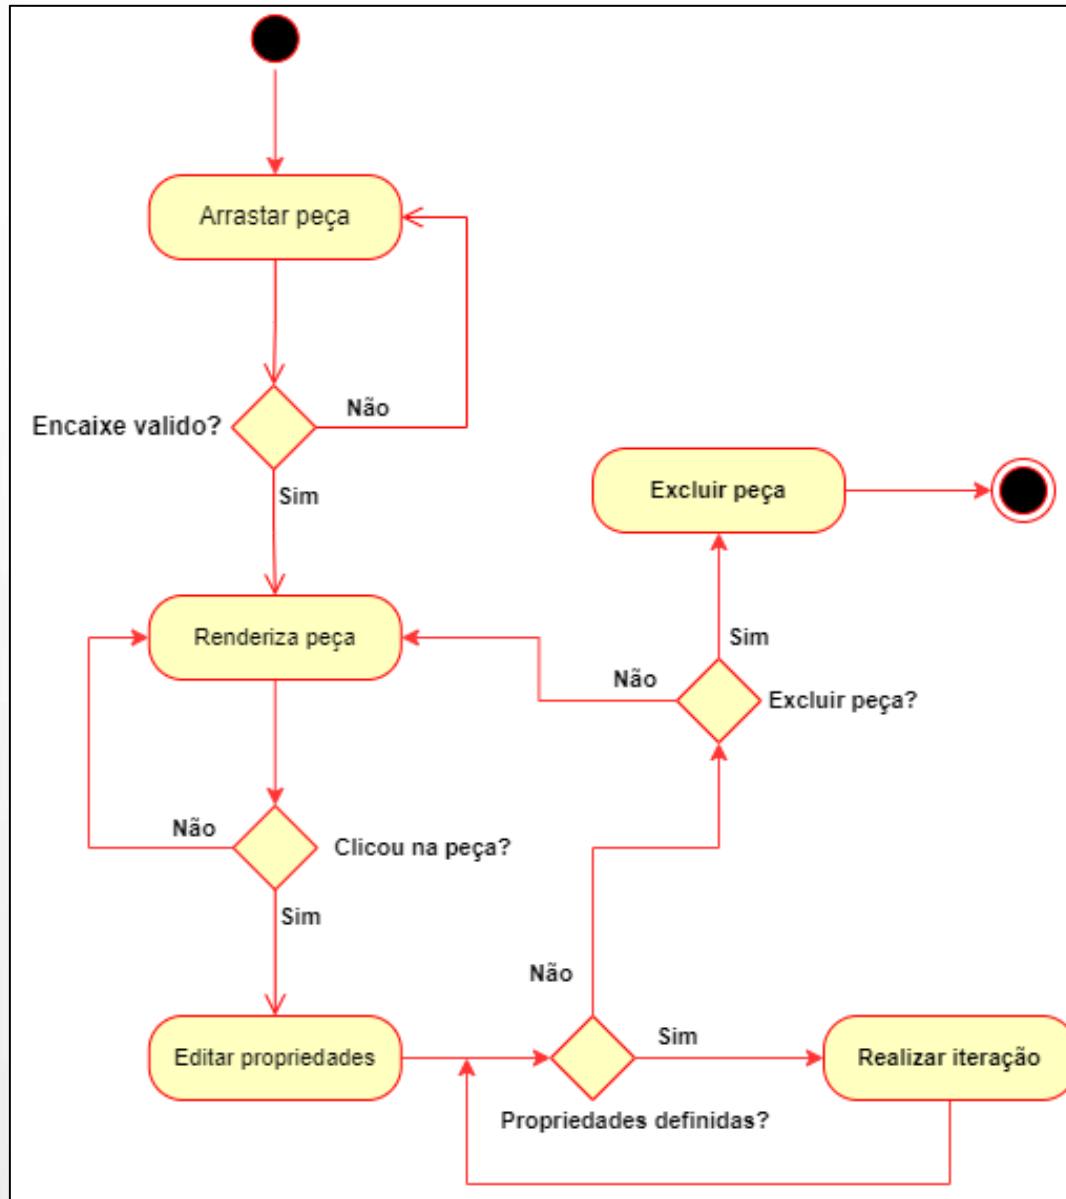 Arrastar peça
Não
Encaixe valido?
Sim
Excluir peça
Renderiza peça
Sim
Não
Excluir peça?
Não
Clicou na peça?
Sim
Não
Editar propriedades
Sim
Realizar iteração
Propriedades definidas?